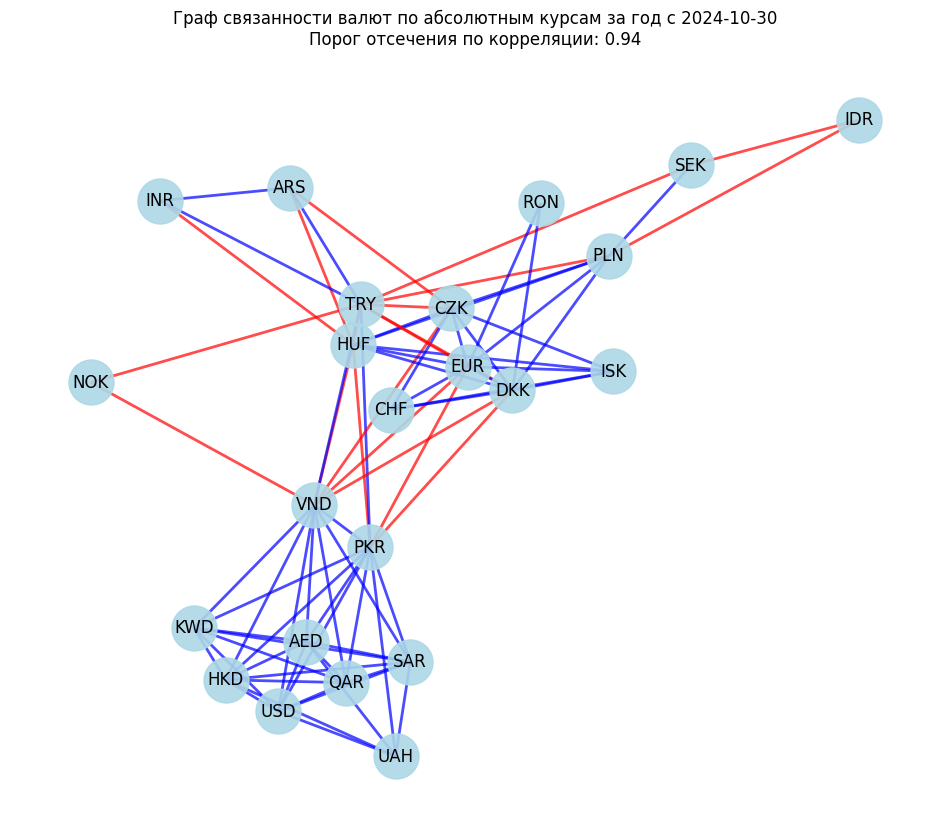 Граф связанности валют по абсолютным курсам за год с 2024-10-30
Порог отсечения по корреляции: 0.94
IDR
SEK
ARS
INR
RON
PLN
TRY
CZK
HUF
EUR
ISK
NOK
DKK
CHF
VND
PKR
KWD
AED
SAR
HKD
QAR
USD
UAH